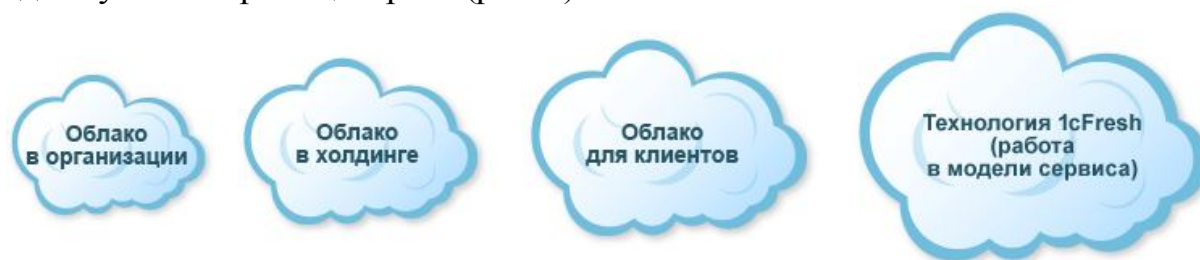 Облако
в организации
Облако
в холдинге
Облако
для клиентов
Технология 1cFresh
(работа
в модели сервиса)